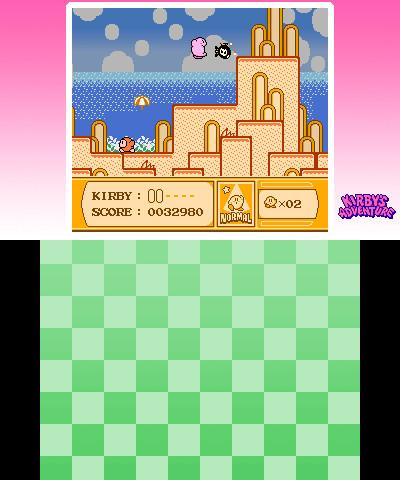 KIRBY :
SCORE : 0032980
NORMAL
×02
KIRBY'S
ADVENTURE